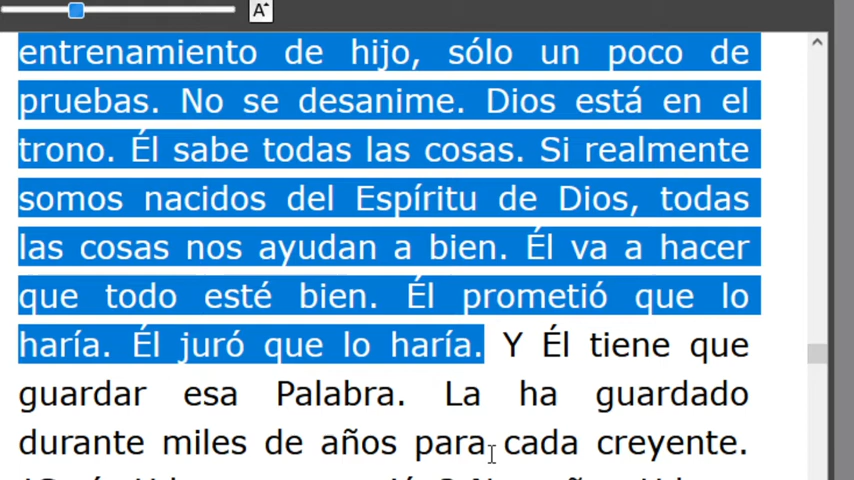 A
entrenamiento de hijo, sólo un poco de
pruebas. No se desanime. Dios está en el
trono. Él sabe todas las cosas. Si realmente
somos nacidos del Espíritu de Dios, todas
las cosas nos ayudan a bien. Él va a hacer
que todo esté bien. Él prometió que lo
haría. Él juró que lo haría. Y Él tiene que
guardar esa Palabra. La ha guardado
durante miles de años para cada creyente.